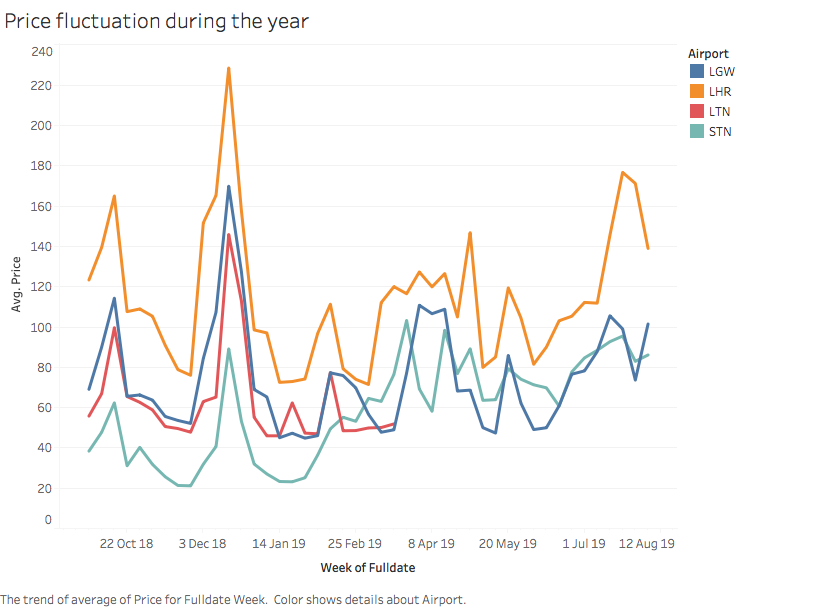 Price fluctuation during the year
Airport
LGW
LHR
LTN
STN
240
220
200
180
160
140
120
100
80
60
40
20
0
Avg. Price
22 Oct 18 3 Dec 18 14 Jan 19 25 Feb 19 8 Apr 19 20 May 19 1 Jul 19 12 Aug 19
Week of Fulldate
The trend of average of Price for Fulldate Week. Color shows details about Airport.